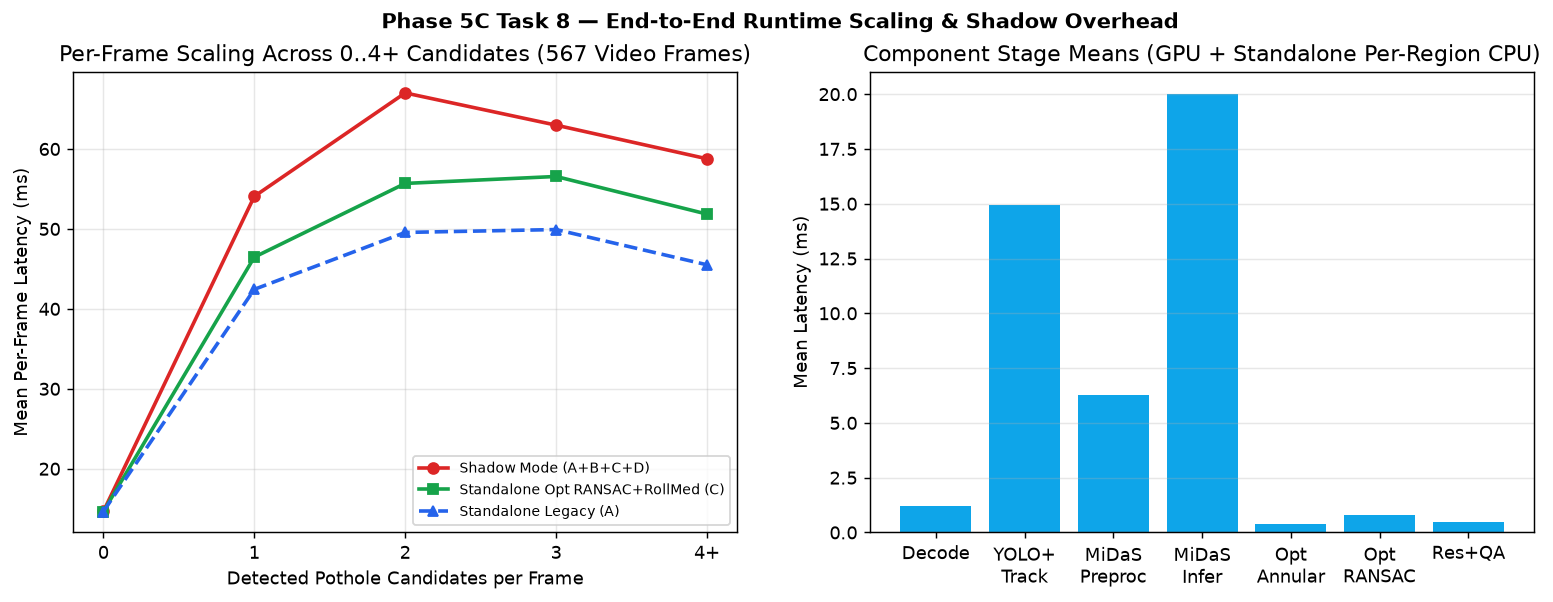 Phase 5C Task 8 — End-to-End Runtime Scaling & Shadow Overhead
Per-Frame Scaling Across 0..4+ Candidates (567 Video Frames)
Mean Per-Frame Latency (ms)
60
50
40
30
20
Shadow Mode (A+B+C+D)
Standalone Opt RANSAC+RollMed (C)
Standalone Legacy (A)
0
1
2
3
4+
Detected Pothole Candidates per Frame
Component Stage Means (GPU + Standalone Per-Region CPU)
Mean Latency (ms)
20.0
17.5
15.0
12.5
10.0
7.5
5.0
2.5
0.0
Decode
YOLO+
Track
MiDaS
Preproc
MiDaS
Infer
Opt
Annular
Opt
RANSAC
Res+QA